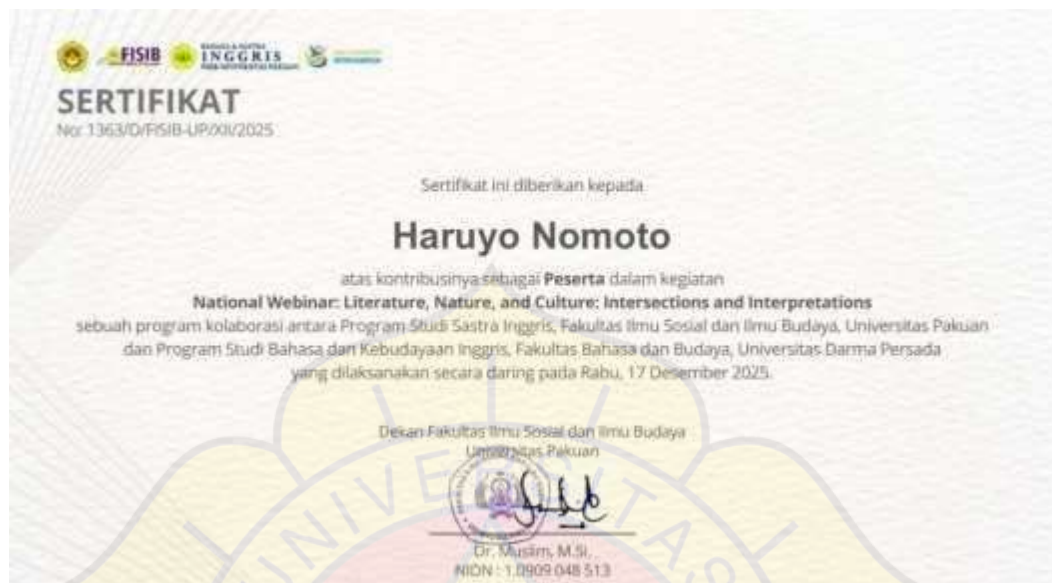 FISIB
BAHASA & SASTRA
INGGRIS
SERTIFIKAT
No: 1363/D/FISIB-UP/XII/2025
Sertifikat ini diberikan kepada
Haruyo Nomoto
atas kontribusinya sebagai Peserta dalam kegiatan
National Webinar: Literature, Nature, and Culture: Intersections and Interpretations
sebuah program kolaborasi antara Program Studi Sastra Inggris, Fakultas Ilmu Sosial dan Ilmu Budaya, Universitas Pakuan
dan Program Studi Bahasa dan Kebudayaan Inggris, Fakultas Bahasa dan Budaya, Universitas Darma Persada
yang dilaksanakan secara daring pada Rabu, 17 Desember 2025.
Dekan Fakultas Ilmu Sosial dan Ilmu Budaya
Universitas Pakuan
UNIVERSITAS
Dr. Muslim, M.Si.
NIDN : 1.0909 048 513